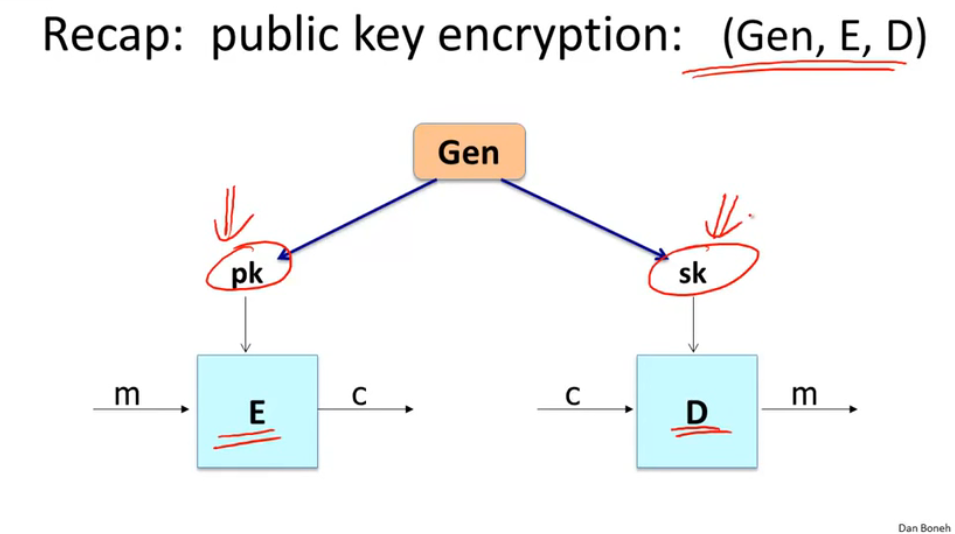 Recap: public key encryption: (Gen, E, D)
Gen
pk
sk
m
E
c
c
D
m
Dan Boneh